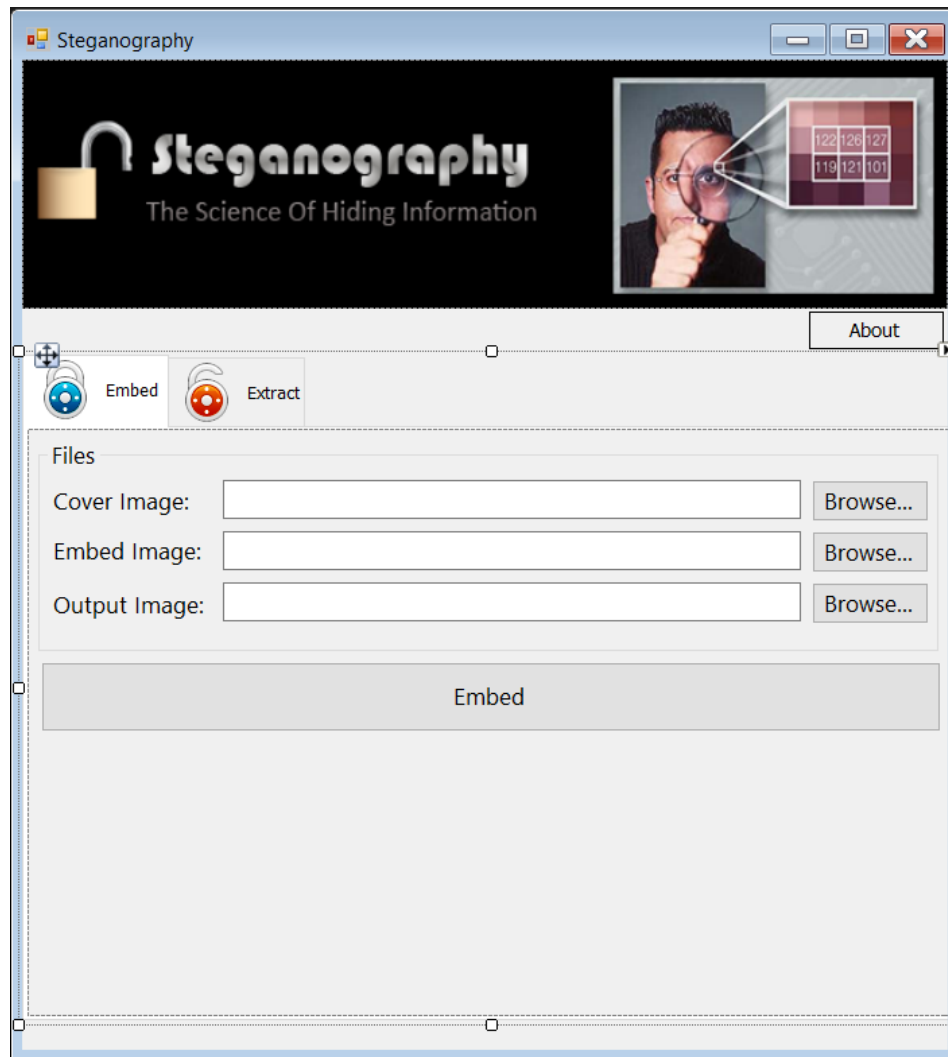 Steganography
Steganography
The Science Of Hiding Information
122 126 127
119 121 101
About
Embed
Extract
Files
Cover Image:
Browse...
Embed Image:
Browse...
Output Image:
Browse...
Embed